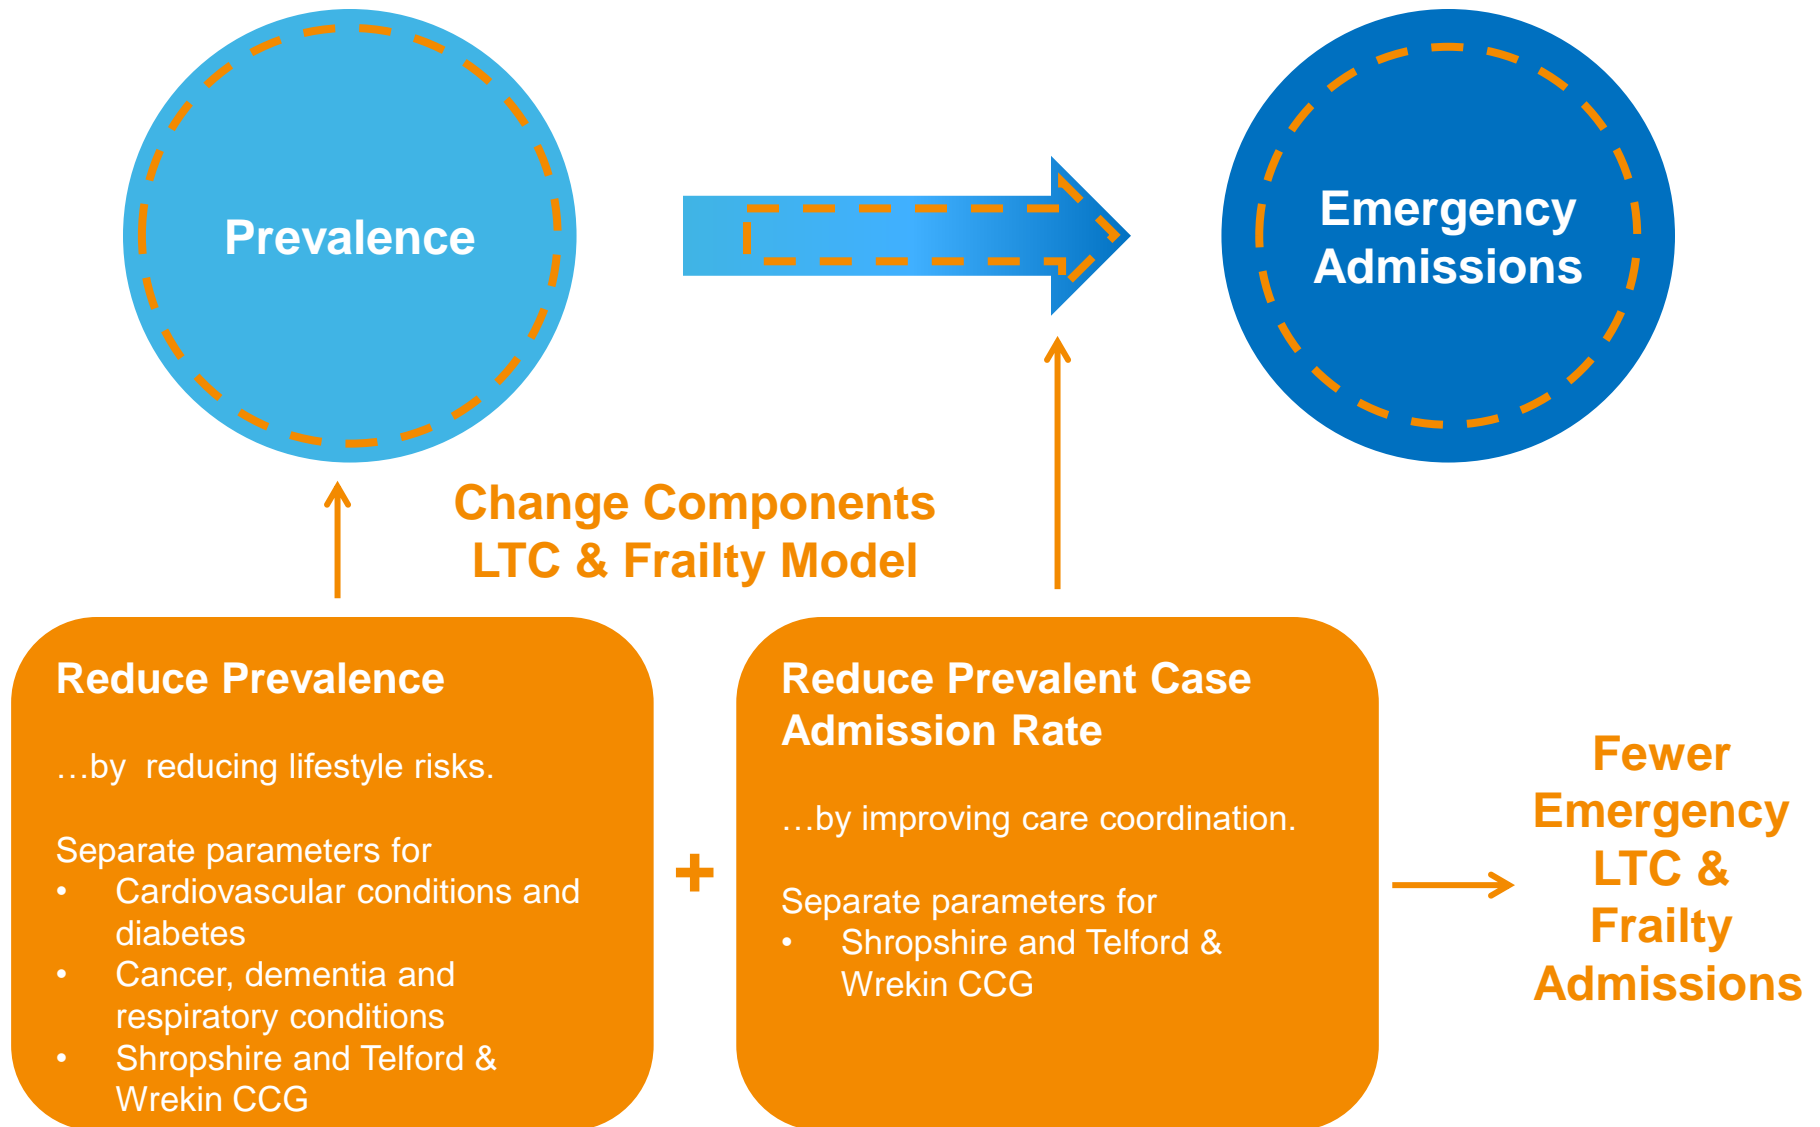 Prevalence
Emergency
Admissions
Change Components
LTC & Frailty Model
Reduce Prevalence
…by  reducing lifestyle risks.
Separate parameters for
• Cardiovascular conditions and
diabetes
• Cancer, dementia and
respiratory conditions
• Shropshire and Telford &
Wrekin CCG
+
Reduce Prevalent Case
Admission Rate
…by improving care coordination.
Separate parameters for
• Shropshire and Telford &
Wrekin CCG
Fewer
Emergency
LTC &
Frailty
Admissions